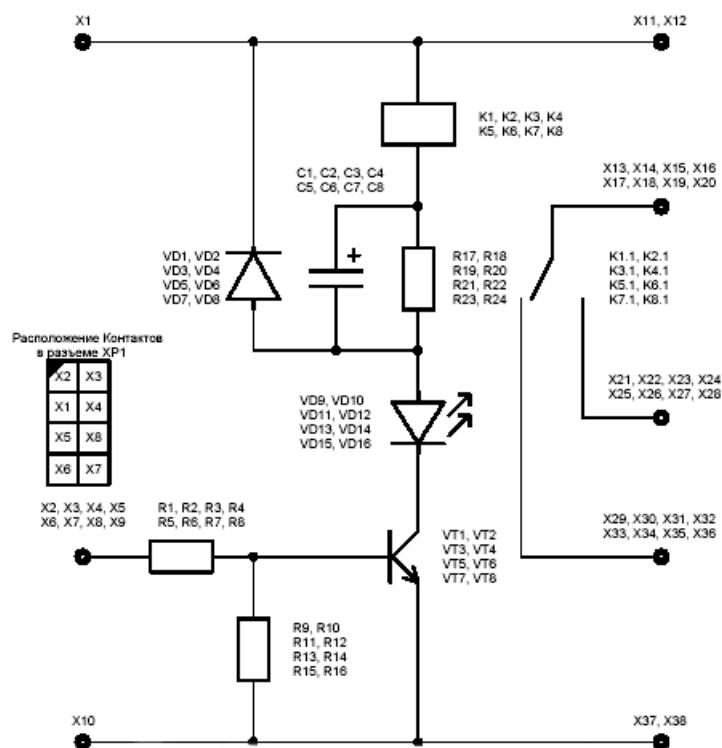 X1
X11, X12
K1, K2, K3, K4
K5, K6, K7, K8
C1, C2, C3, C4
C5, C6, C7, C8
X13, X14, X15, X16
X17, X18, X19, X20
VD1, VD2
VD3, VD4
VD5, VD6
VD7, VD8
+
R17, R18
R19, R20
R21, R22
R23, R24
K1.1, K2.1
K3.1, K4.1
K5.1, K6.1
K7.1, K8.1
Расположение Контактов
в разъеме XP1
X2 X3
X1 X4
X5 X8
X6 X7
VD9, VD10
VD11, VD12
VD13, VD14
VD15, VD16
X21, X22, X23, X24
X25, X26, X27, X28
X2, X3, X4, X5
X6, X7, X8, X9
R1, R2, R3, R4
R5, R6, R7, R8
VT1, VT2
VT3, VT4
VT5, VT6
VT7, VT8
X29, X30, X31, X32
X33, X34, X35, X36
R9, R10
R11, R12
R13, R14
R15, R16
X10
X37, X38